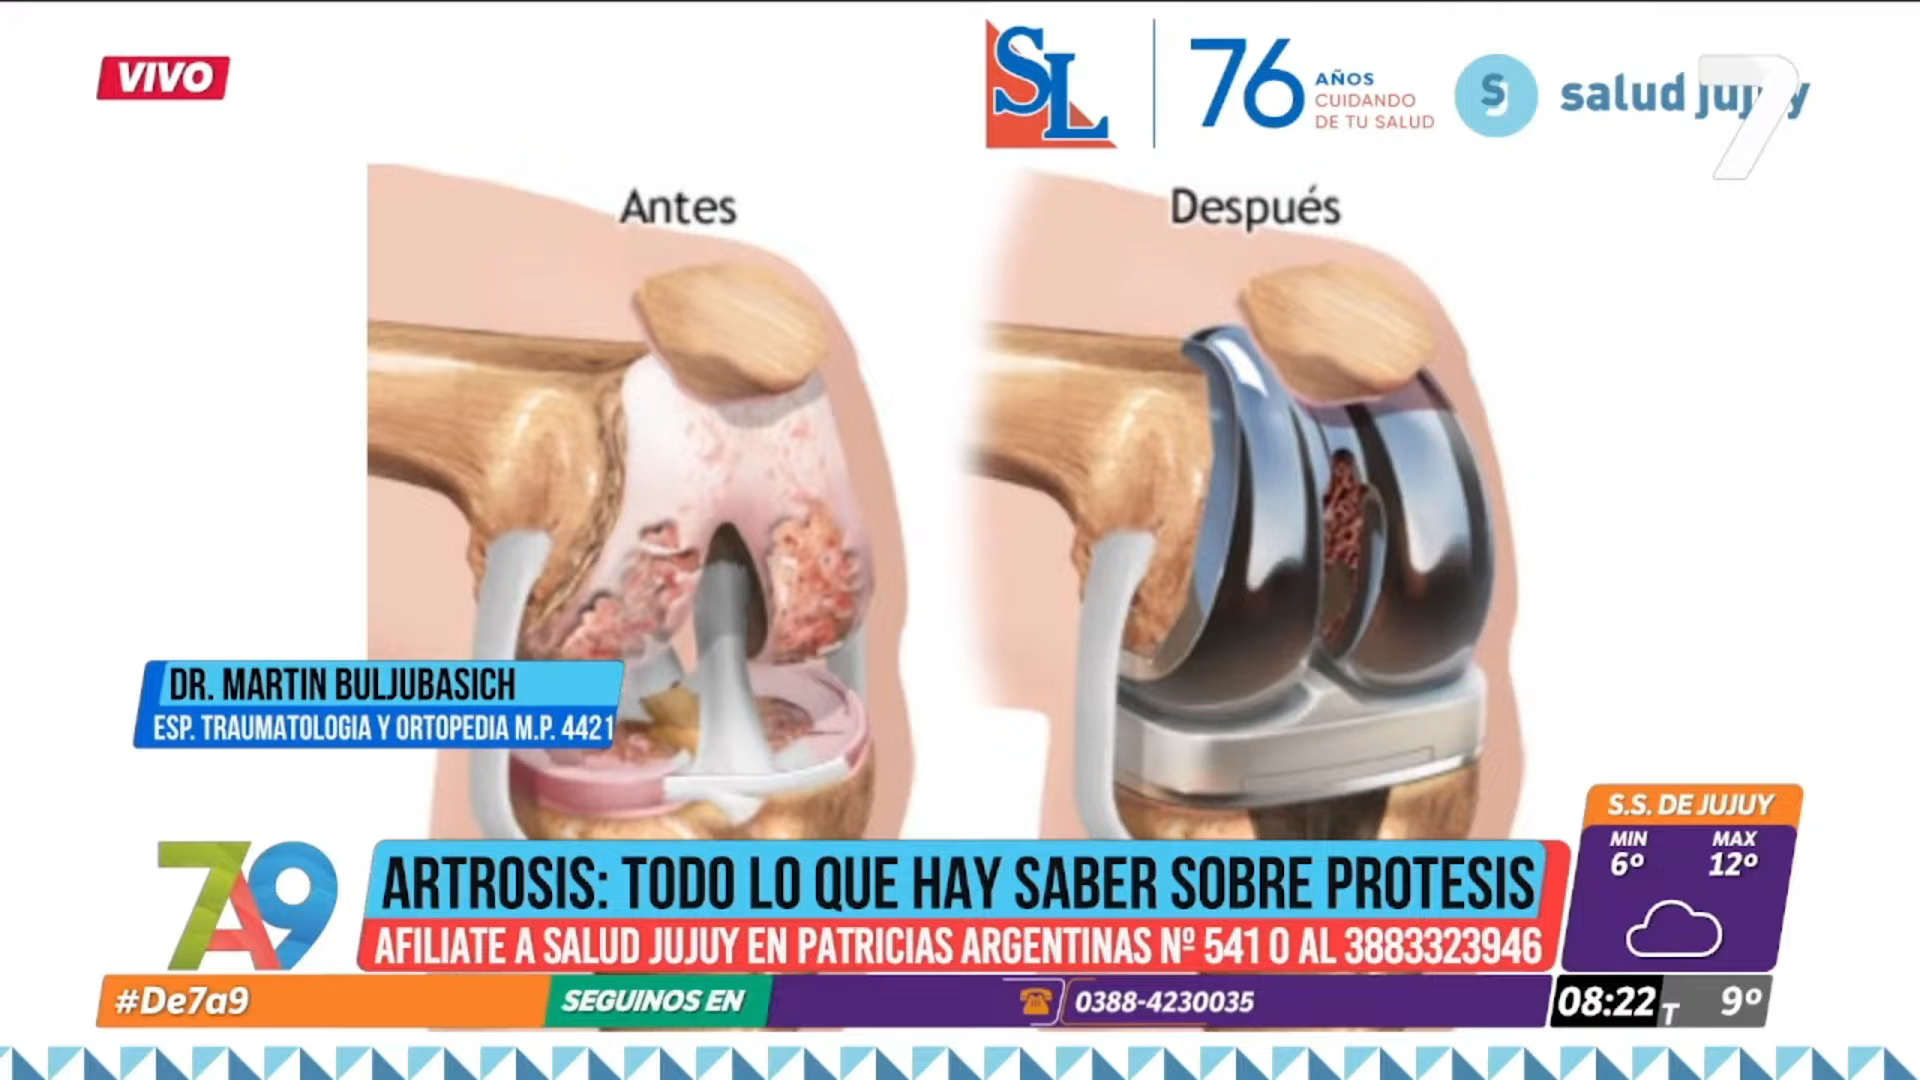 VIVO
SL
76 AÑOS
CUIDANDO
DE TU SALUD
S
salud jujuy
7
Antes
Después
DR. MARTIN BULJUBASICH
ESP. TRAUMATOLOGIA Y ORTOPEDIA M.P. 4421
7A9
ARTROSIS: TODO LO QUE HAY SABER SOBRE PROTESIS
AFILIATE A SALUD JUJUY EN PATRICIAS ARGENTINAS Nº 541 O AL 3883323946
S.S. DE JUJUY
MIN MAX
6º 12º
#De7a9
SEGUINOS EN
0388-4230035
08:22 T 9º